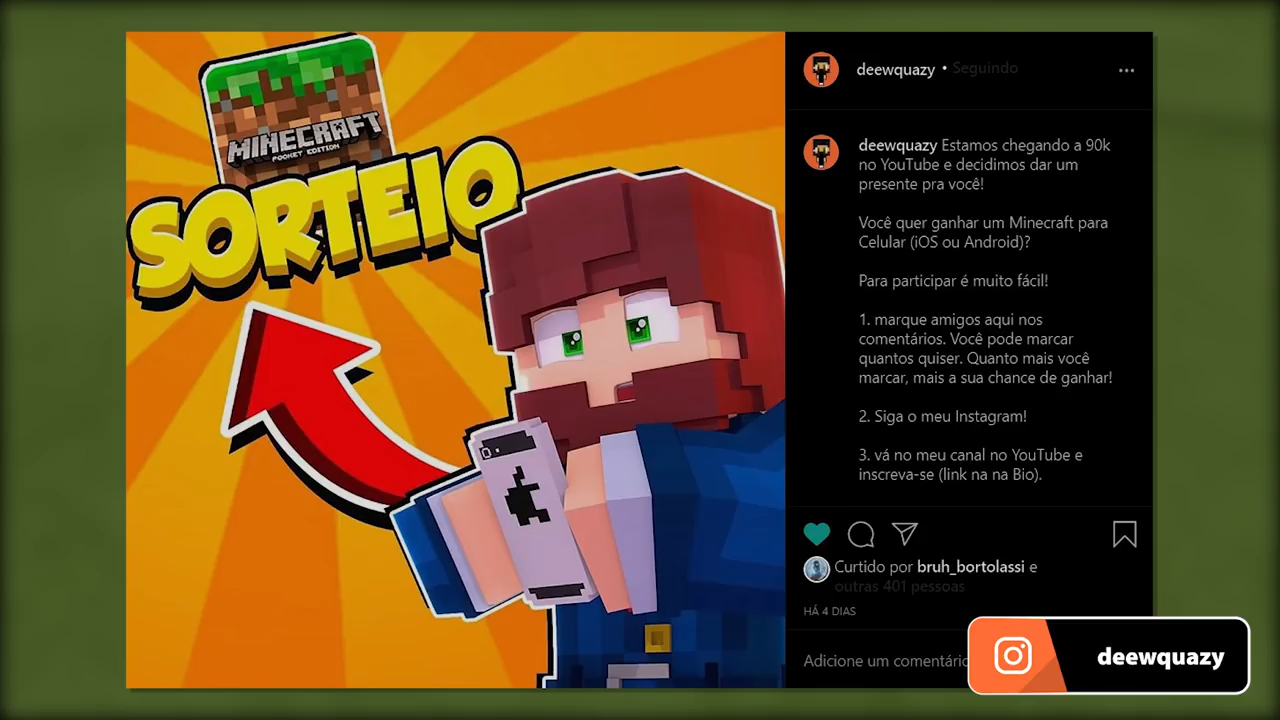 MINECRAFT
POCKET EDITION
SORTEIO
deewquazy • Seguindo
deewquazy Estamos chegando a 90k
no YouTube e decidimos dar um
presente pra você!
Você quer ganhar um Minecraft para
Celular (iOS ou Android)?
Para participar é muito fácil!
1. marque amigos aqui nos
comentários. Você pode marcar
quantos quiser. Quanto mais você
marcar, mais a sua chance de ganhar!
2. Siga o meu Instagram!
3. vá no meu canal no YouTube e
inscreva-se (link na na Bio).
Curtido por bruh_bortolassi e
outras 401 pessoas
HÁ 4 DIAS
Adicione um comentário
deewquazy